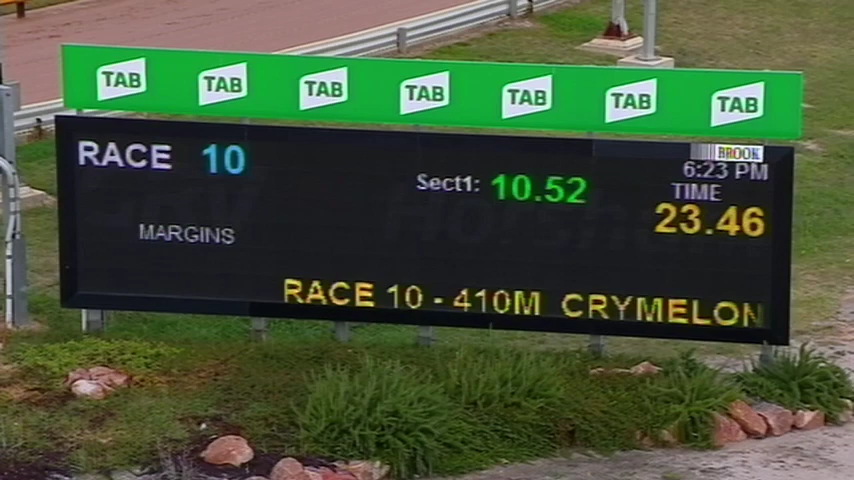 TAB TAB TAB TAB TAB TAB TAB
BROOK
RACE 10
6:23 PM
Sect1: 10.52
TIME
23.46
MARGINS
RACE 10 - 410M CRYMELON